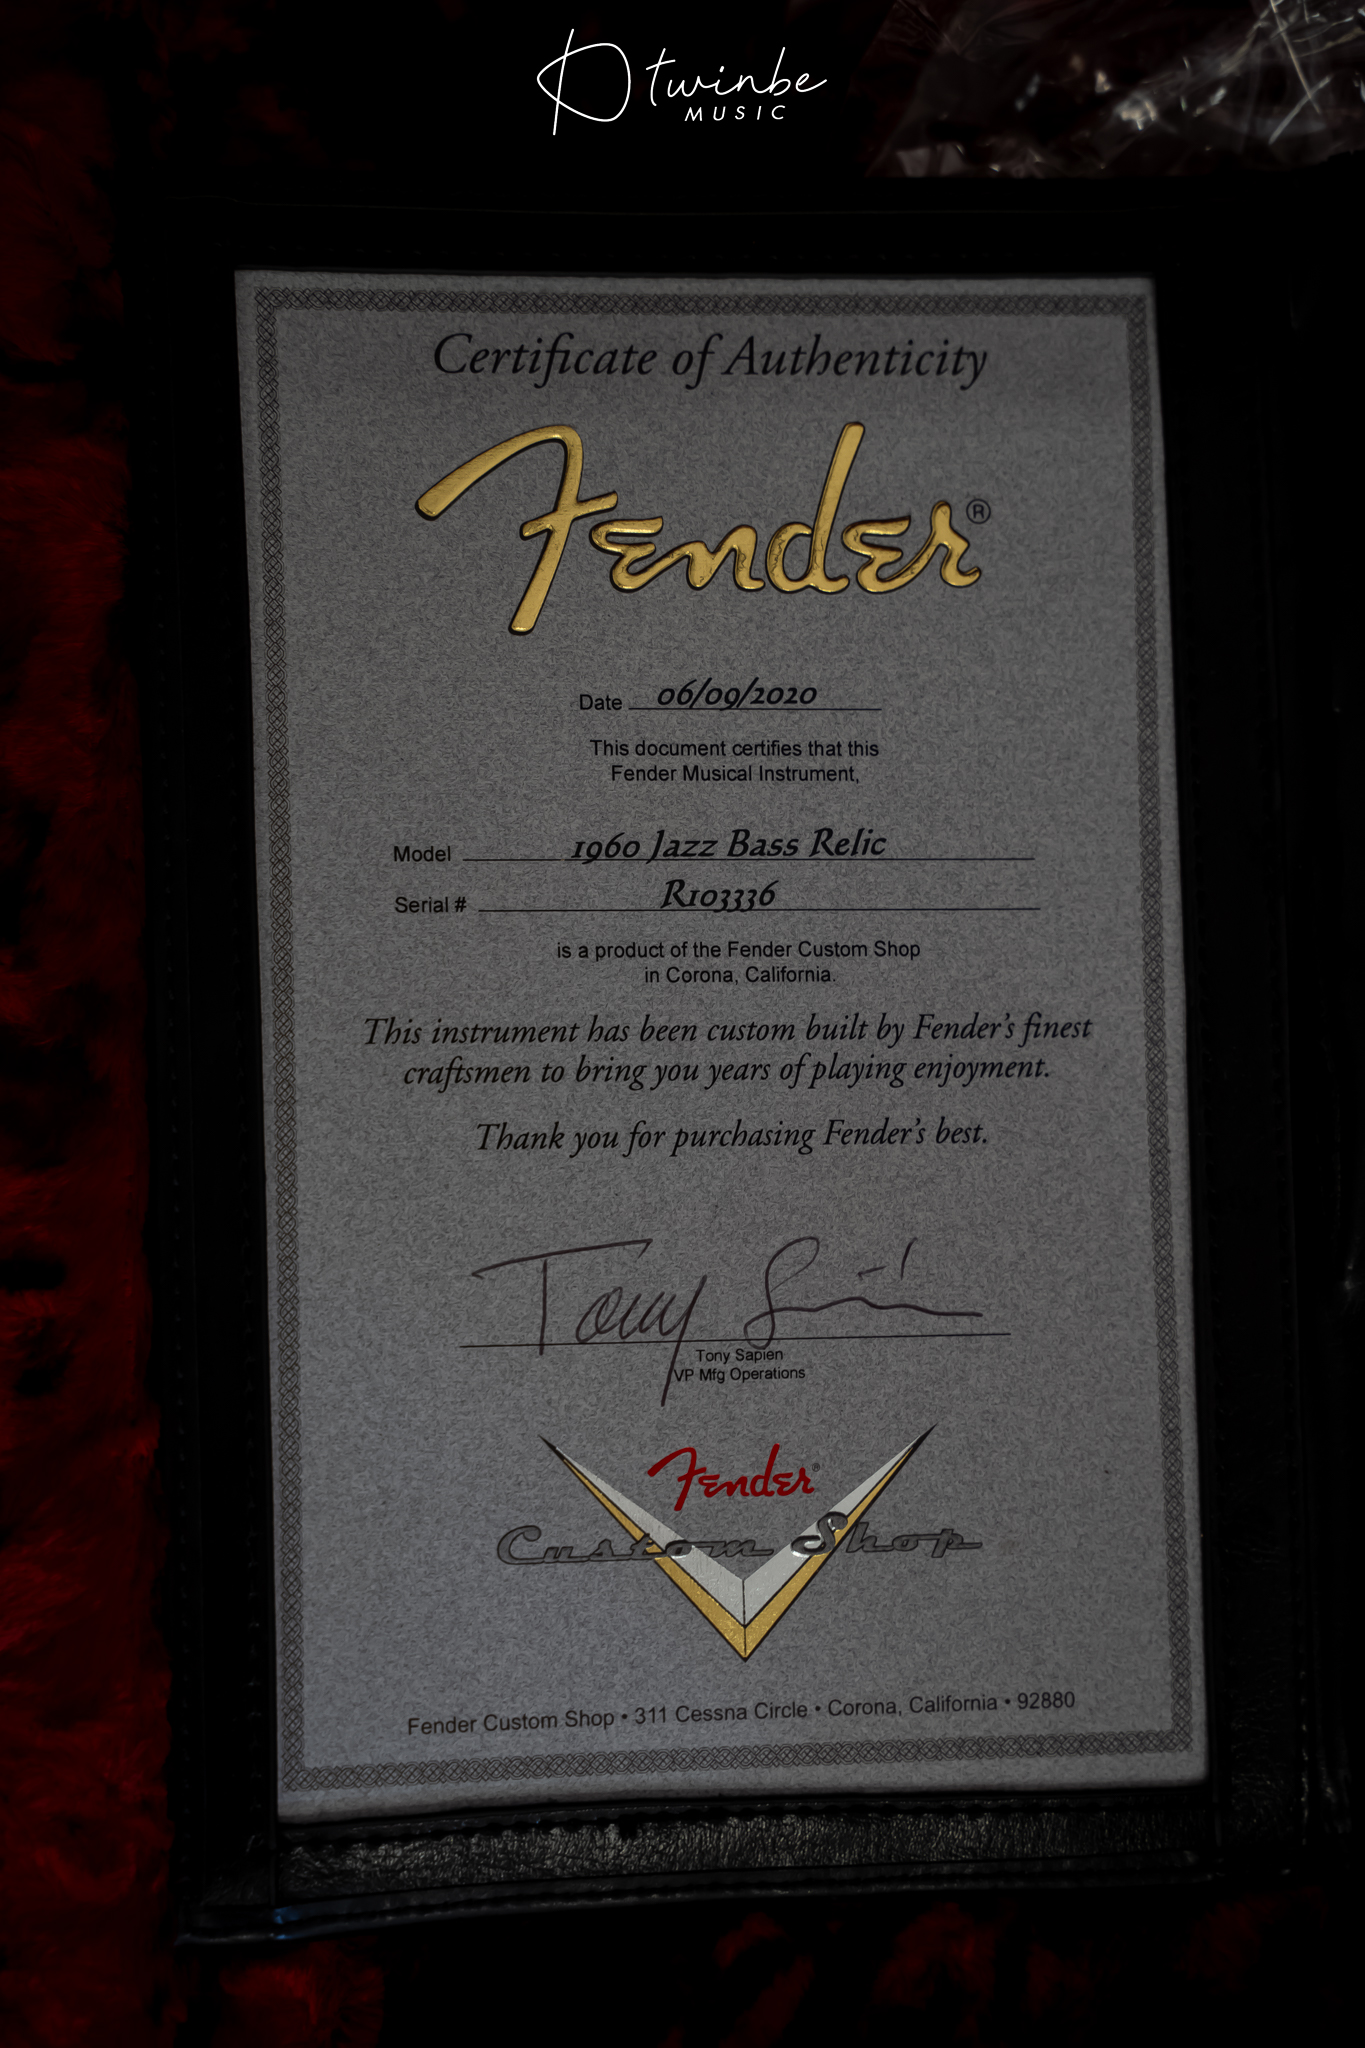 twinbe
MUSIC
Certificate of Authenticity
Fender®
Date 06/09/2020
This document certifies that this
Fender Musical Instrument,
Model 1960 Jazz Bass Relic
Serial # R103336
is a product of the Fender Custom Shop
in Corona, California.
This instrument has been custom built by Fender's finest
craftsmen to bring you years of playing enjoyment.
Thank you for purchasing Fender's best.
Tony
Tony Sapien
VP Mfg Operations
Fender®
Custom Shop
Fender Custom Shop • 311 Cessna Circle • Corona, California • 92880